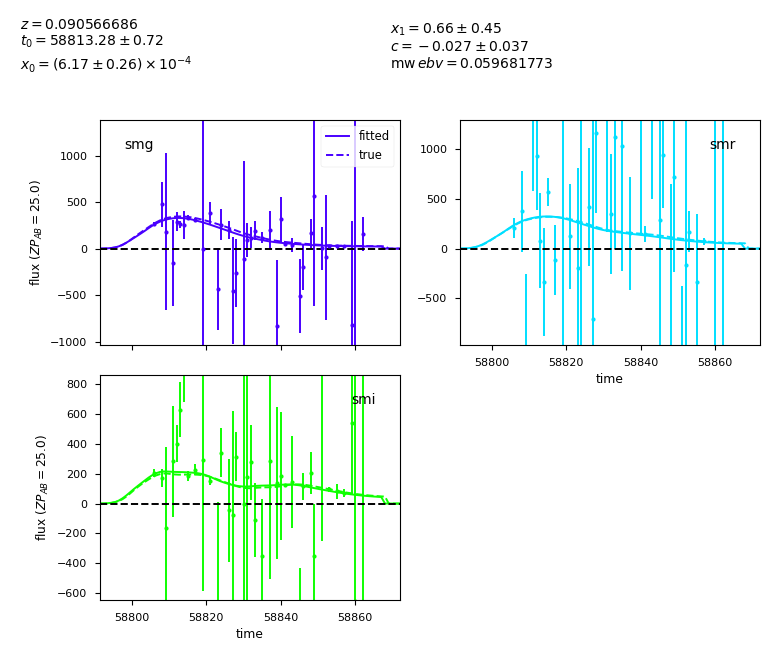 z = 0.090566686
t₀ = 58813.28 ± 0.72
x₀ = (6.17 ± 0.26) × 10⁻⁴
x₁ = 0.66 ± 0.45
c = −0.027 ± 0.037
mw ebv = 0.059681773
smg
fitted
true
1000
500
0
−500
−1000
flux (ZP_AB = 25.0)
smr
1000
500
0
−500
58800 58820 58840 58860
time
smi
800
600
400
200
0
−200
−400
−600
flux (ZP_AB = 25.0)
58800 58820 58840 58860
time